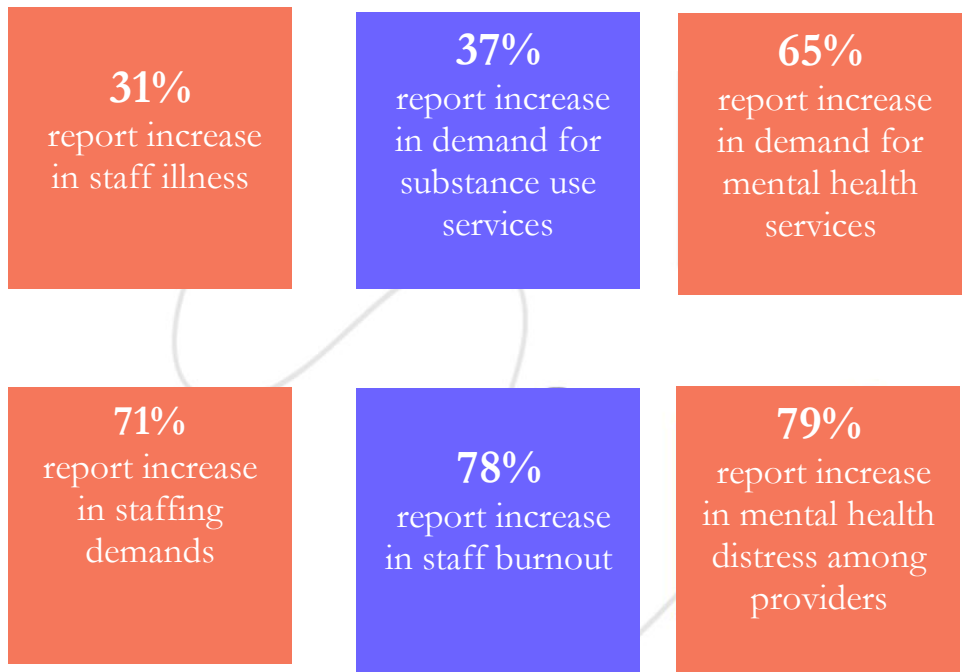 31%
report increase
in staff illness
37%
report increase
in demand for
substance use
services
65%
report increase
in demand for
mental health
services
71%
report increase
in staffing
demands
78%
report increase
in staff burnout
79%
report increase
in mental health
distress among
providers